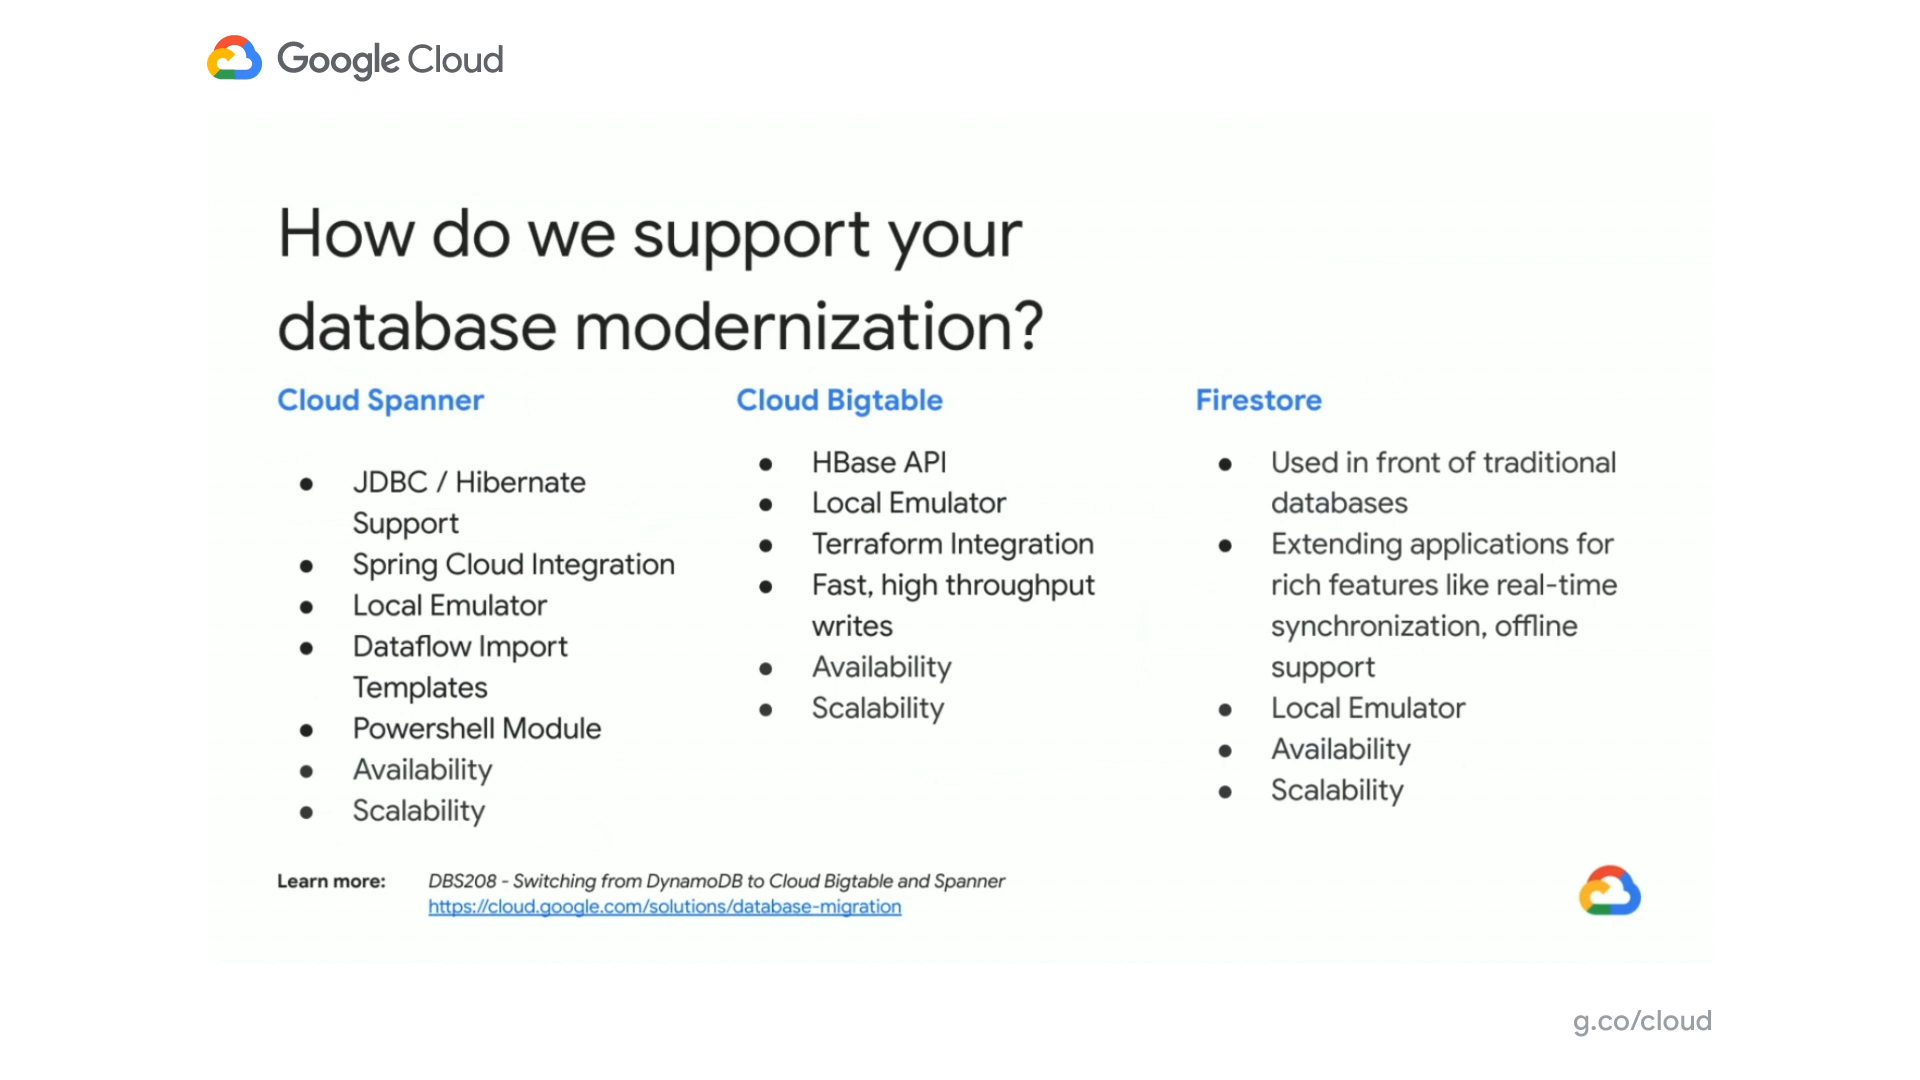 Google Cloud
How do we support your
database modernization?
Cloud Spanner
● JDBC / Hibernate
Support
● Spring Cloud Integration
● Local Emulator
● Dataflow Import
Templates
● Powershell Module
● Availability
● Scalability
Cloud Bigtable
● HBase API
● Local Emulator
● Terraform Integration
● Fast, high throughput
writes
● Availability
● Scalability
Firestore
● Used in front of traditional
databases
● Extending applications for
rich features like real-time
synchronization, offline
support
● Local Emulator
● Availability
● Scalability
Learn more: DBS208 - Switching from DynamoDB to Cloud Bigtable and Spanner
https://cloud.google.com/solutions/database-migration
g.co/cloud